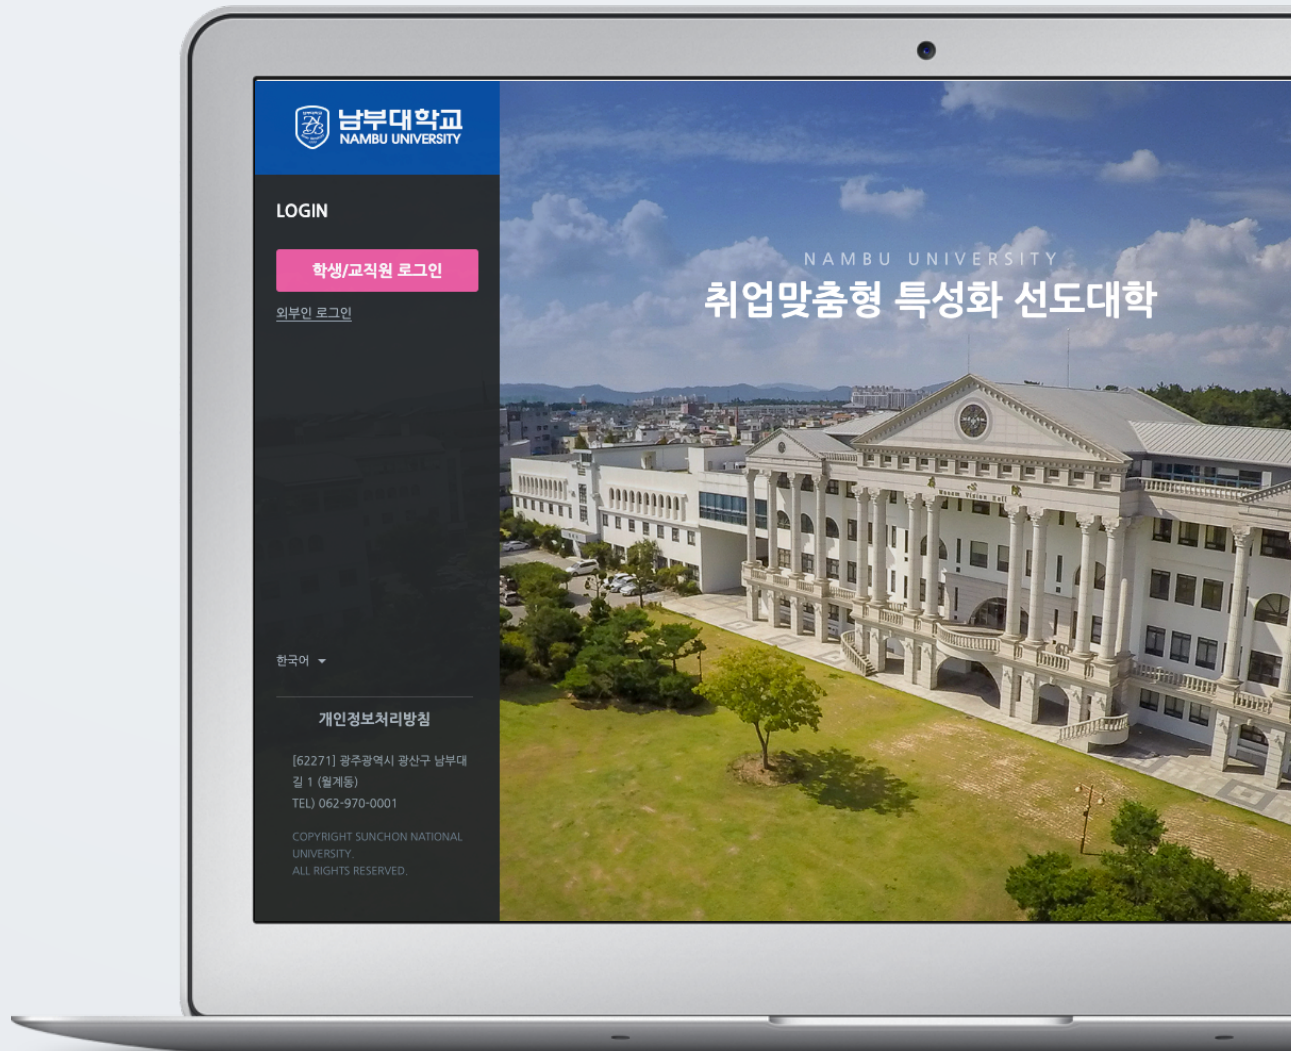 남부대학교
NAMBU UNIVERSITY
LOGIN
학생/교직원 로그인
외부인 로그인
NAMBU UNIVERSITY
취업맞춤형 특성화 선도대학
Vision Hall
한국어
개인정보처리방침
[62271] 광주광역시 광산구 남부대
길 1 (월계동)
TEL) 062-970-0001
COPYRIGHT SUNCHON NATIONAL
UNIVERSITY.
ALL RIGHTS RESERVED.